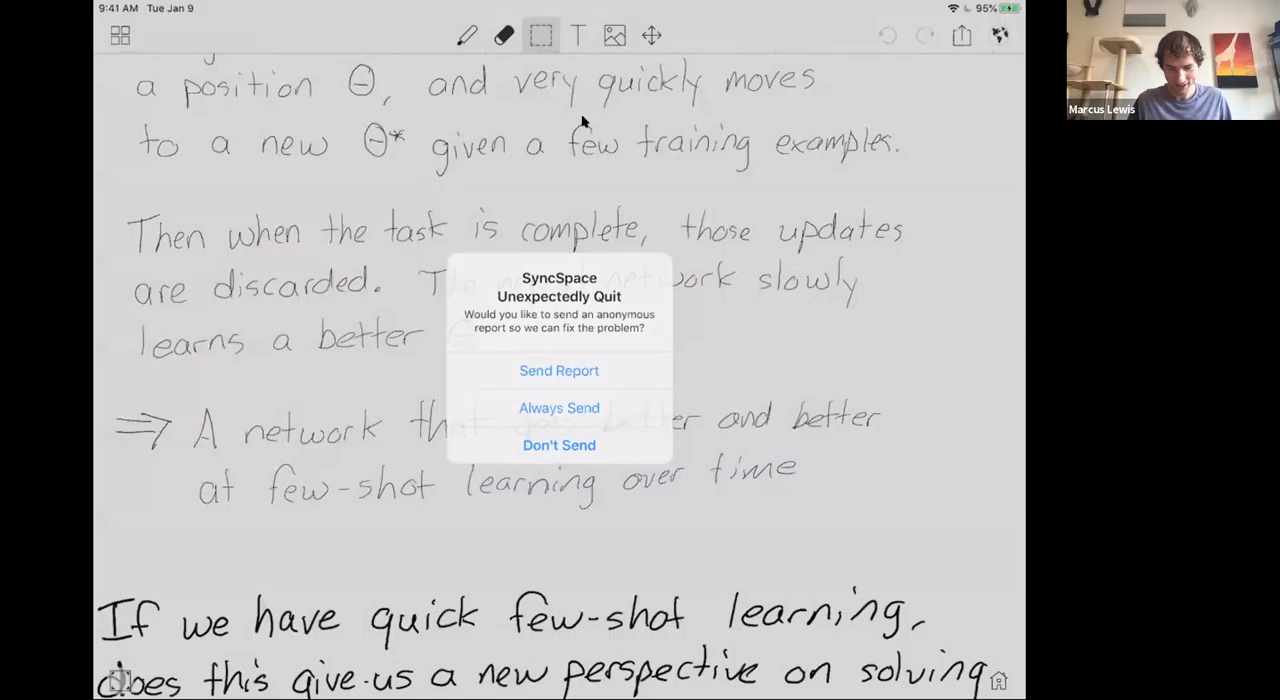 9:41 AM Tue Jan 9
95%
T
a position Θ, and very quickly moves
to a new Θ* given a few training examples.
Then when the task is complete, those updates
are discarded. The network slowly
learns a better Θ
⇒ A network that gets better and better
at few-shot learning over time
SyncSpace
Unexpectedly Quit
Would you like to send an anonymous
report so we can fix the problem?
Send Report
Always Send
Don't Send
If we have quick few-shot learning,
does this give us a new perspective on solving
Marcus Lewis